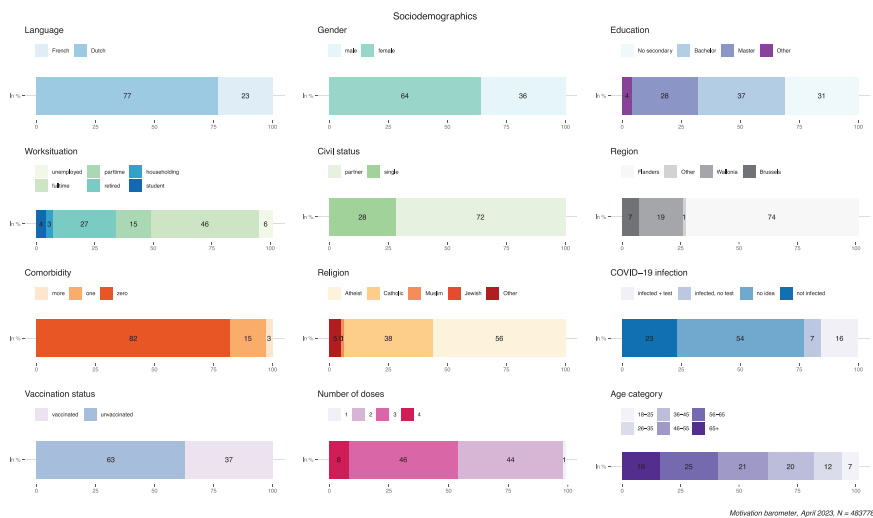 Sociodemographics
Language
French Dutch
In %
77 23
0 25 50 75 100
Gender
male female
In %
64 36
0 25 50 75 100
Education
No secondary Bachelor Master Other
In %
4 28 37 31
0 25 50 75 100
Worksituation
unemployed parttime householding
fulltime retired student
In %
4 3 27 15 46 6
0 25 50 75 100
Civil status
partner single
In %
28 72
0 25 50 75 100
Region
Flanders Other Wallonia Brussels
In %
7 19 1 74
0 25 50 75 100
Comorbidity
more one zero
In %
82 15 3
0 25 50 75 100
Religion
Atheist Catholic Muslim Jewish Other
In %
5 38 56
0 25 50 75 100
COVID–19 infection
infected + test infected, no test no idea not infected
In %
23 54 7 16
0 25 50 75 100
Vaccination status
vaccinated unvaccinated
In %
63 37
0 25 50 75 100
Number of doses
1 2 3 4
In %
8 46 44 1
0 25 50 75 100
Age category
18–25 36–45 56–65
26–35 46–55 65+
In %
16 25 21 20 12 7
0 25 50 75 100
Motivation barometer, April 2023, N = 483778